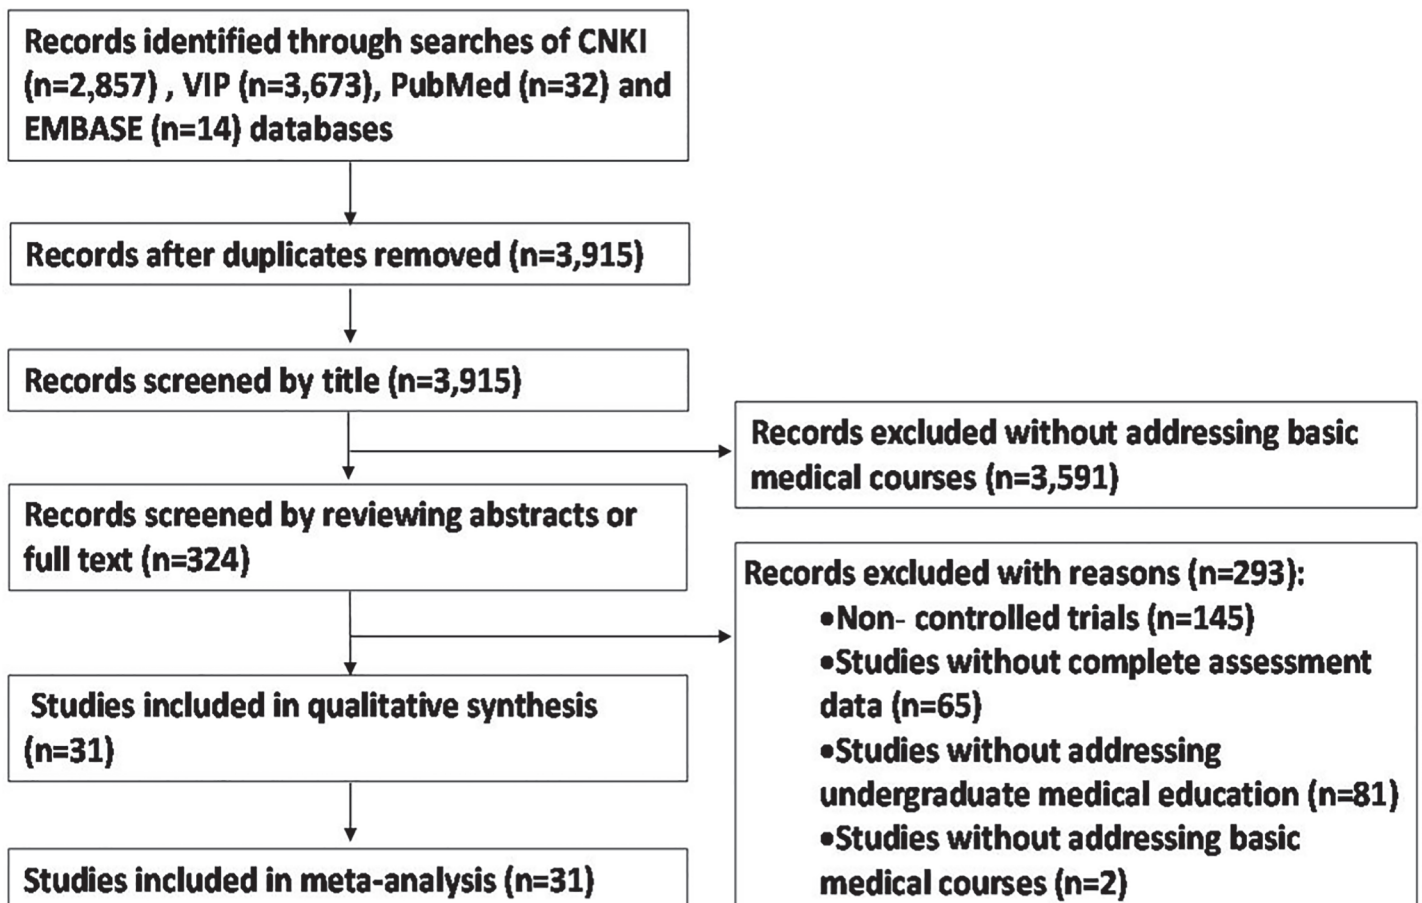 Records identified through searches of CNKI
(n=2,857) , VIP (n=3,673), PubMed (n=32) and
EMBASE (n=14) databases
Records after duplicates removed (n=3,915)
Records screened by title (n=3,915)
Records excluded without addressing basic
medical courses (n=3,591)
Records screened by reviewing abstracts or
full text (n=324)
Records excluded with reasons (n=293):
•Non- controlled trials (n=145)
•Studies without complete assessment
data (n=65)
•Studies without addressing
undergraduate medical education (n=81)
•Studies without addressing basic
medical courses (n=2)
Studies included in qualitative synthesis
(n=31)
Studies included in meta-analysis (n=31)